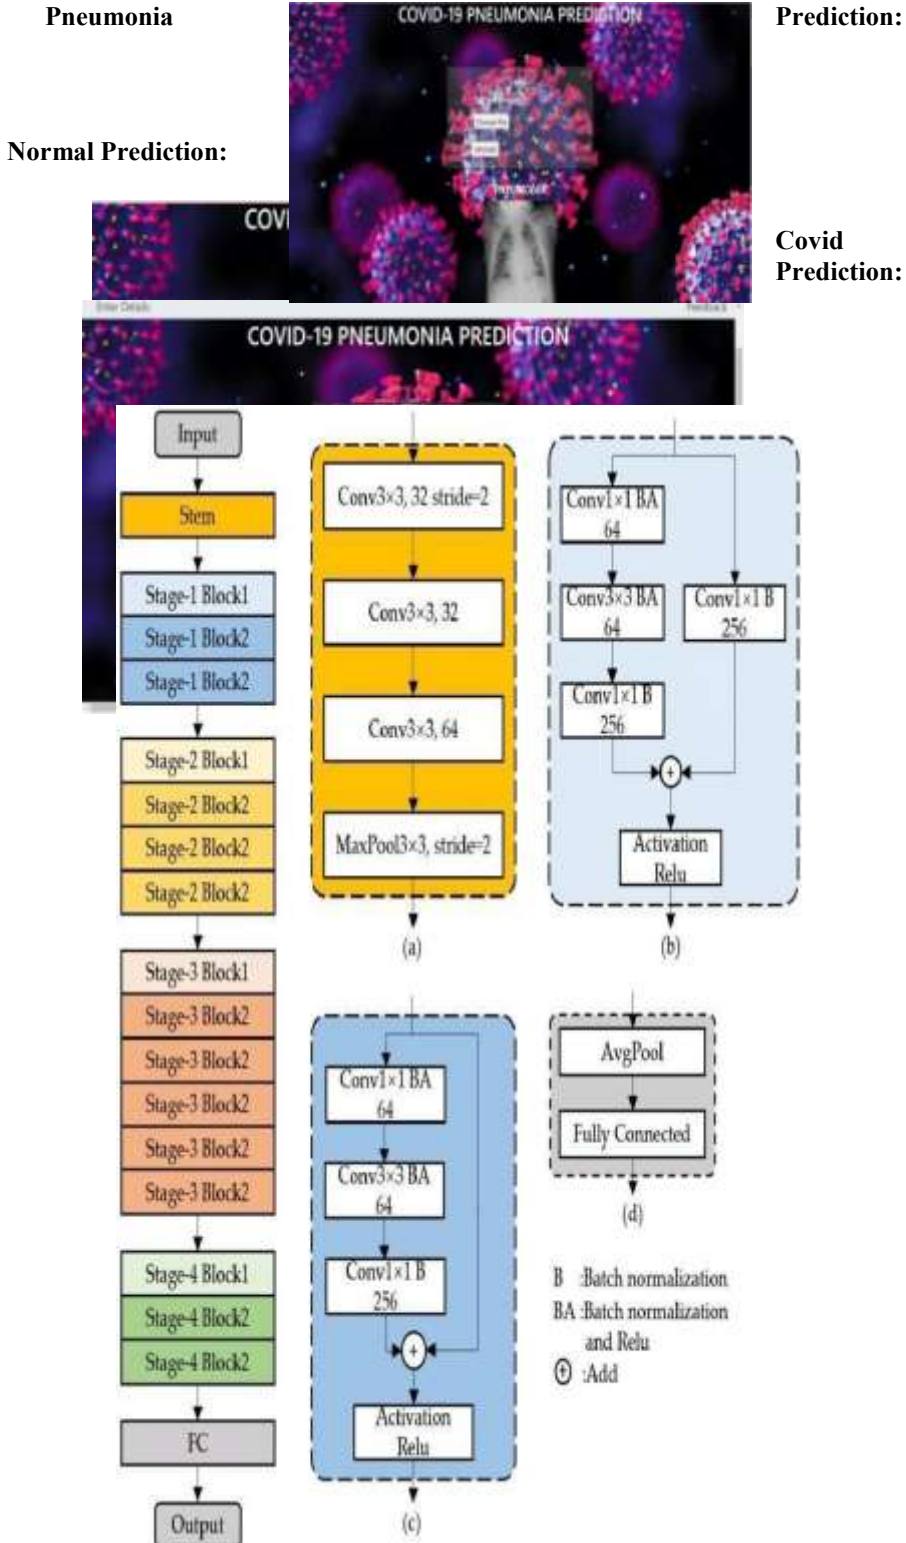 Pneumonia
Prediction:
COVID-19 PNEUMONIA PREDICTION
Normal Prediction:
COVI
Covid
Prediction:
Enter Details
Feedback
COVID-19 PNEUMONIA PREDICTION
Input
Stem
Stage-1 Block1
Stage-1 Block2
Stage-1 Block2
Stage-2 Block1
Stage-2 Block2
Stage-2 Block2
Stage-2 Block2
Stage-3 Block1
Stage-3 Block2
Stage-3 Block2
Stage-3 Block2
Stage-3 Block2
Stage-3 Block2
Stage-4 Block1
Stage-4 Block2
Stage-4 Block2
FC
Output
Conv3×3, 32 stride=2
Conv3×3, 32
Conv3×3, 64
MaxPool3×3, stride=2
(a)
Conv1×1 BA
64
Conv3×3 BA
64
Conv1×1 B
256
Conv1×1 B
256
+
Activation
Relu
(b)
Conv1×1 BA
64
Conv3×3 BA
64
Conv1×1 B
256
+
Activation
Relu
(c)
AvgPool
Fully Connected
(d)
B :Batch normalization
BA :Batch normalization
and Relu
+ :Add